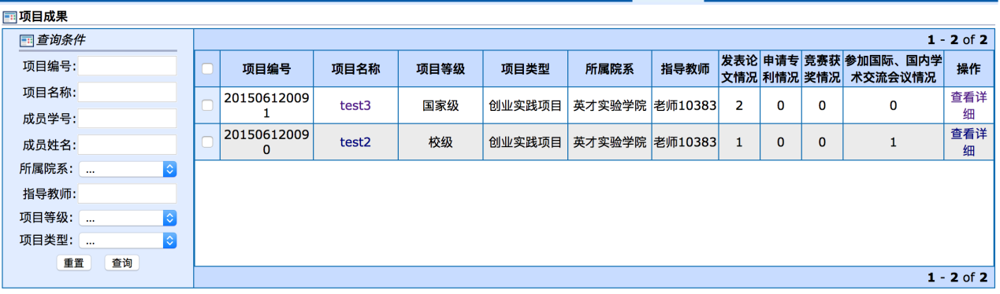 项目成果
查询条件
项目编号:
项目名称:
成员学号:
成员姓名:
所属院系: ...
指导教师:
项目等级: ...
项目类型: ...
重置 查询
1 - 2 of 2
项目编号 项目名称 项目等级 项目类型 所属院系 指导教师 发表论文情况 申请专利情况 竞赛获奖情况 参加国际、国内学术交流会议情况 操作
201506120091 test3 国家级 创业实践项目 英才实验学院 老师10383 2 0 0 0 查看详细
201506120090 test2 校级 创业实践项目 英才实验学院 老师10383 1 0 0 1 查看详细
1 - 2 of 2